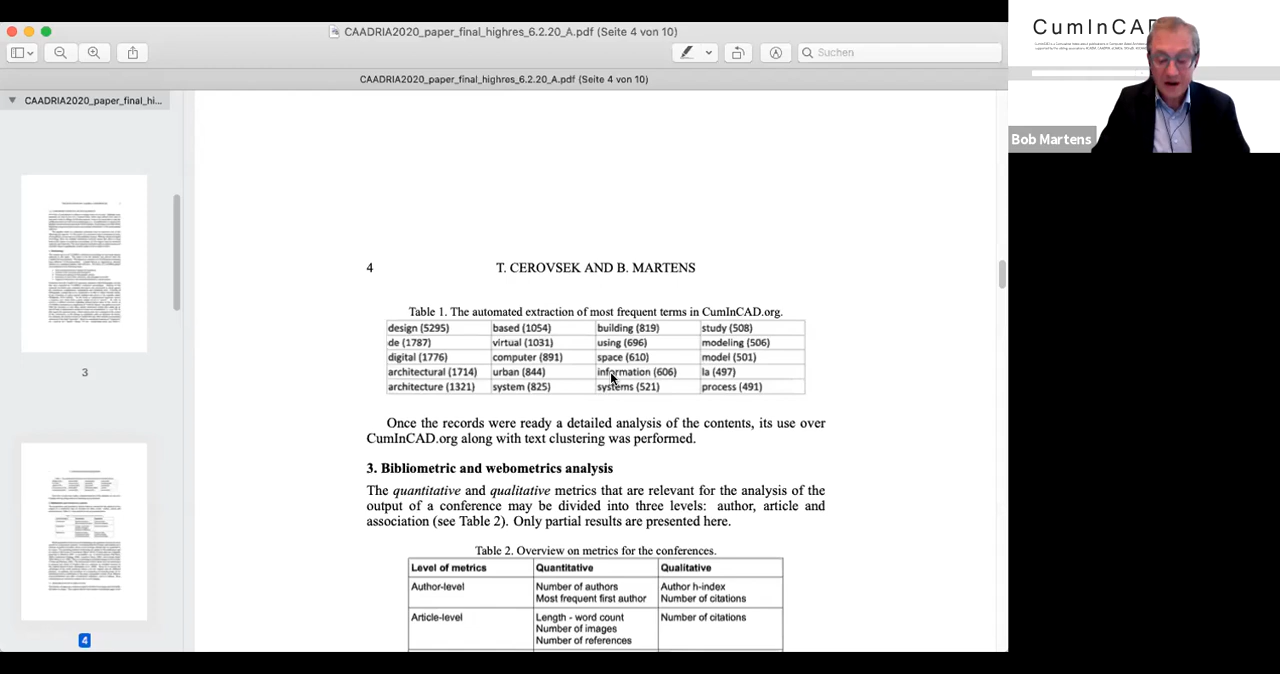 CAADRIA2020_paper_final_highres_6.2.20_A.pdf (Seite 4 von 10)
Suchen
CAADRIA2020_paper_final_highres_6.2.20_A.pdf (Seite 4 von 10)
CAADRIA2020_paper_final_hi...
3
4
4 . CEROVSEK AND B. MARTENS
Table 1. The automatic extraction of most frequent terms in CumInCAD.org.
design (5295) based (1054) building (819) study (508)
de (1787) virtual (1031) using (696) modeling (506)
digital (1776) computer (891) space (610) model (501)
architectural (1714) urban (844) information (606) la (497)
architecture (1321) system (825) systems (521) process (491)
Once the records were ready a detailed analysis of the contents, its use over
CumInCAD.org along with text clustering was performed.
3. Bibliometric and webometrics analysis
The quantitative and qualitative metrics that are relevant for the analysis of the
output of a conference may be divided into three levels: author, article and
association (see Table 2). Only partial results are presented here.
Table 2. Overview on metrics for the conferences.
Level of metrics Quantitative Qualitative
Author-level Number of authors Author h-index
Most frequent first author Number of citations
Article-level Length - word count Number of citations
Number of images
Number of references
CumInCAD
Bob Martens